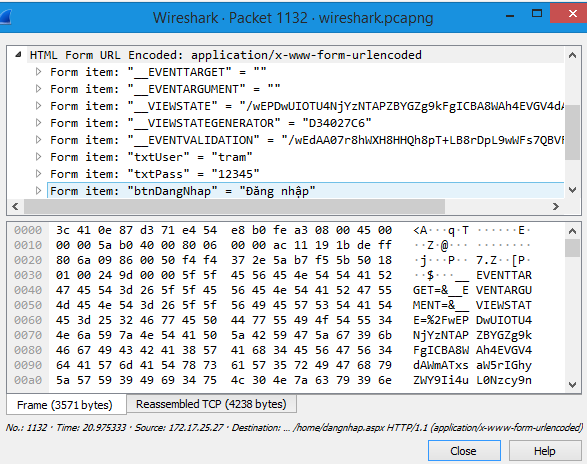 Wireshark · Packet 1132 · wireshark.pcapng
HTML Form URL Encoded: application/x-www-form-urlencoded
Form item: "__EVENTTARGET" = ""
Form item: "__EVENTARGUMENT" = ""
Form item: "__VIEWSTATE" = "/wEPDwUIOTU4NjYzNTAPZBYGZg9kFgICBA8WAh4EVGV4dA
Form item: "__VIEWSTATEGENERATOR" = "D34027C6"
Form item: "__EVENTVALIDATION" = "/wEdAA07r8hWXH8HHQh8pT+LB8rDpL9wWFs7QBVF
Form item: "txtUser" = "tram"
Form item: "txtPass" = "12345"
Form item: "btnDangNhap" = "Đăng nhập"
0000 3c 41 0e 87 d3 71 e4 54 e8 b0 fe a3 08 00 45 00 <A···q·T ······E·
0010 00 00 5a b0 40 00 80 06 00 00 ac 11 19 1b de ff ··Z·@··· ········
0020 80 6a 09 86 00 50 f4 f4 37 2e 5a b7 f5 5b 50 18 ·j···P·· 7.Z··[P·
0030 01 00 24 9d 00 00 5f 5f 45 56 45 4e 54 54 41 52 ··$···__ EVENTTAR
0040 47 45 54 3d 26 5f 5f 45 56 45 4e 54 41 52 47 55 GET=&__E VENTARGU
0050 4d 45 4e 54 3d 26 5f 5f 56 49 45 57 53 54 41 54 MENT=&__ VIEWSTAT
0060 45 3d 25 32 46 77 45 50 44 77 55 49 4f 54 55 34 E=%2FwEP DwUIOTU4
0070 4e 6a 59 7a 4e 54 41 50 5a 42 59 47 5a 67 39 6b NjYzNTAP ZBYGZg9k
0080 46 67 49 43 42 41 38 57 41 68 34 45 56 47 56 34 FgICBA8W Ah4EVGV4
0090 64 41 57 6d 41 54 78 73 61 57 35 72 49 47 68 79 dAWmATxs aW5rIGhy
00a0 5a 57 59 39 49 69 34 75 4c 30 4e 7a 63 79 39 6e ZWY9Ii4u L0Nzcy9n
Frame (3571 bytes)
Reassembled TCP (4238 bytes)
No.: 1132 · Time: 20.975333 · Source: 172.17.25.27 · Destination: ... /home/dangnhap.aspx HTTP/1.1 (application/x-www-form-urlencoded)
Close
Help